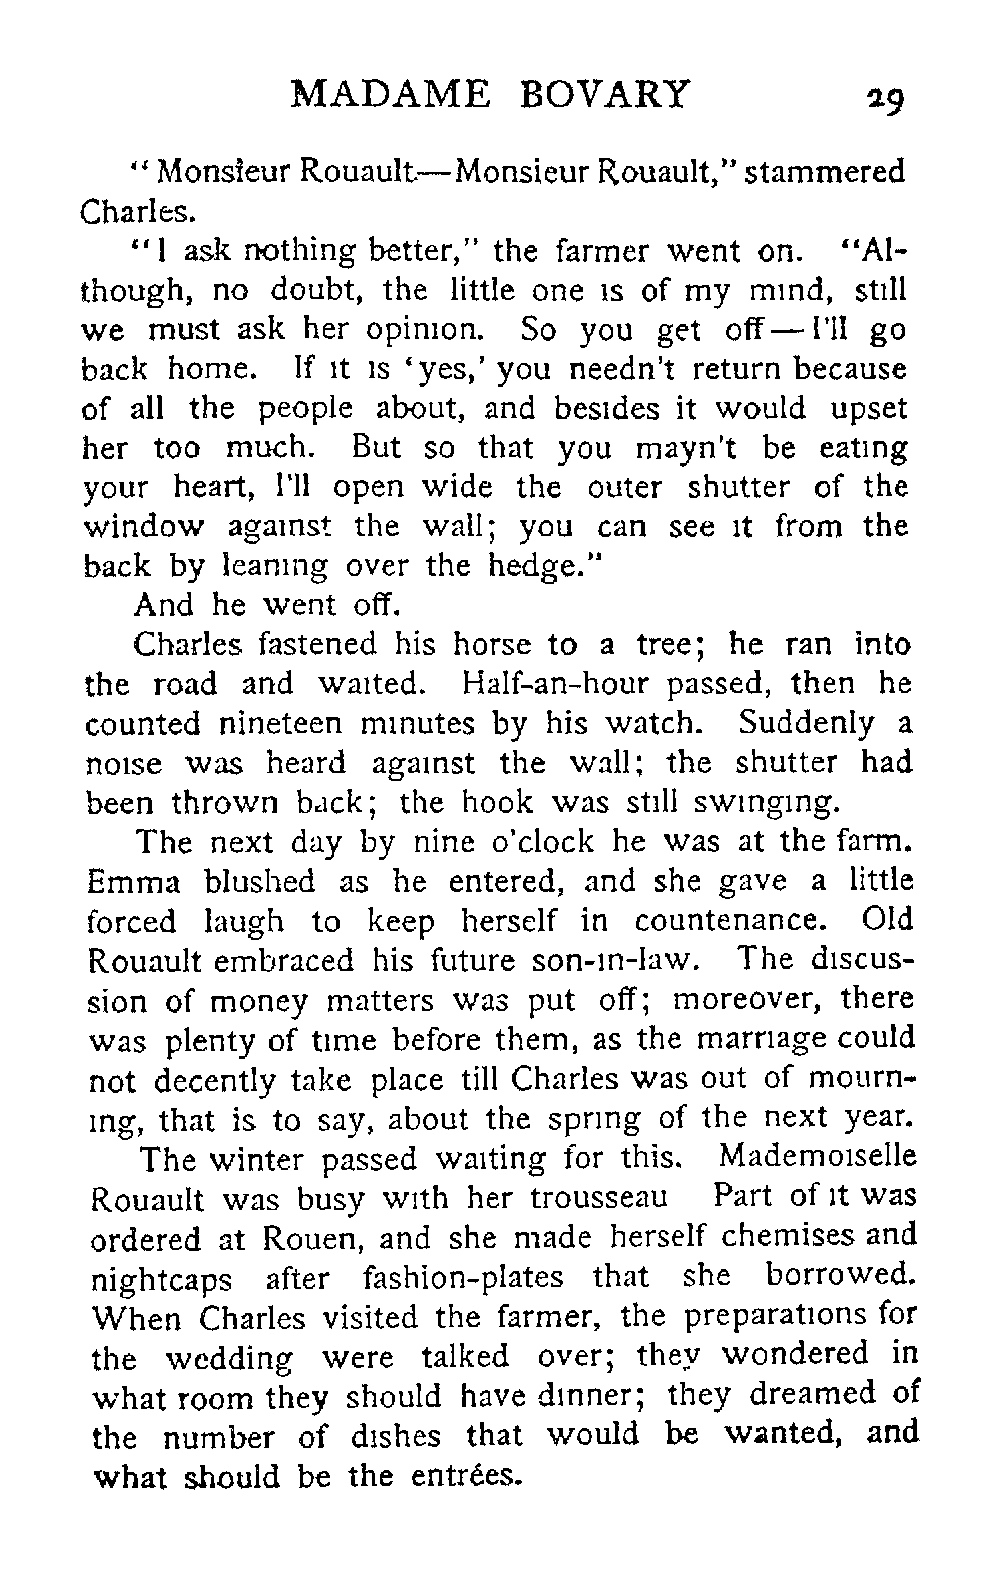 MADAME BOVARY 29
"Monsieur Rouault—Monsieur Rouault," stammered
Charles.
"I ask nothing better," the farmer went on. "Al-
though, no doubt, the little one is of my mind, still
we must ask her opinion. So you get off—I'll go
back home. If it is 'yes,' you needn't return because
of all the people about, and besides it would upset
her too much. But so that you mayn't be eating
your heart, I'll open wide the outer shutter of the
window against the wall; you can see it from the
back by leaning over the hedge."
And he went off.
Charles fastened his horse to a tree; he ran into
the road and waited. Half-an-hour passed, then he
counted nineteen minutes by his watch. Suddenly a
noise was heard against the wall; the shutter had
been thrown back; the hook was still swinging.
The next day by nine o'clock he was at the farm.
Emma blushed as he entered, and she gave a little
forced laugh to keep herself in countenance. Old
Rouault embraced his future son-in-law. The discus-
sion of money matters was put off; moreover, there
was plenty of time before them, as the marriage could
not decently take place till Charles was out of mourn-
ing, that is to say, about the spring of the next year.
The winter passed waiting for this. Mademoiselle
Rouault was busy with her trousseau Part of it was
ordered at Rouen, and she made herself chemises and
nightcaps after fashion-plates that she borrowed.
When Charles visited the farmer, the preparations for
the wedding were talked over; they wondered in
what room they should have dinner; they dreamed of
the number of dishes that would be wanted, and
what should be the entrées.